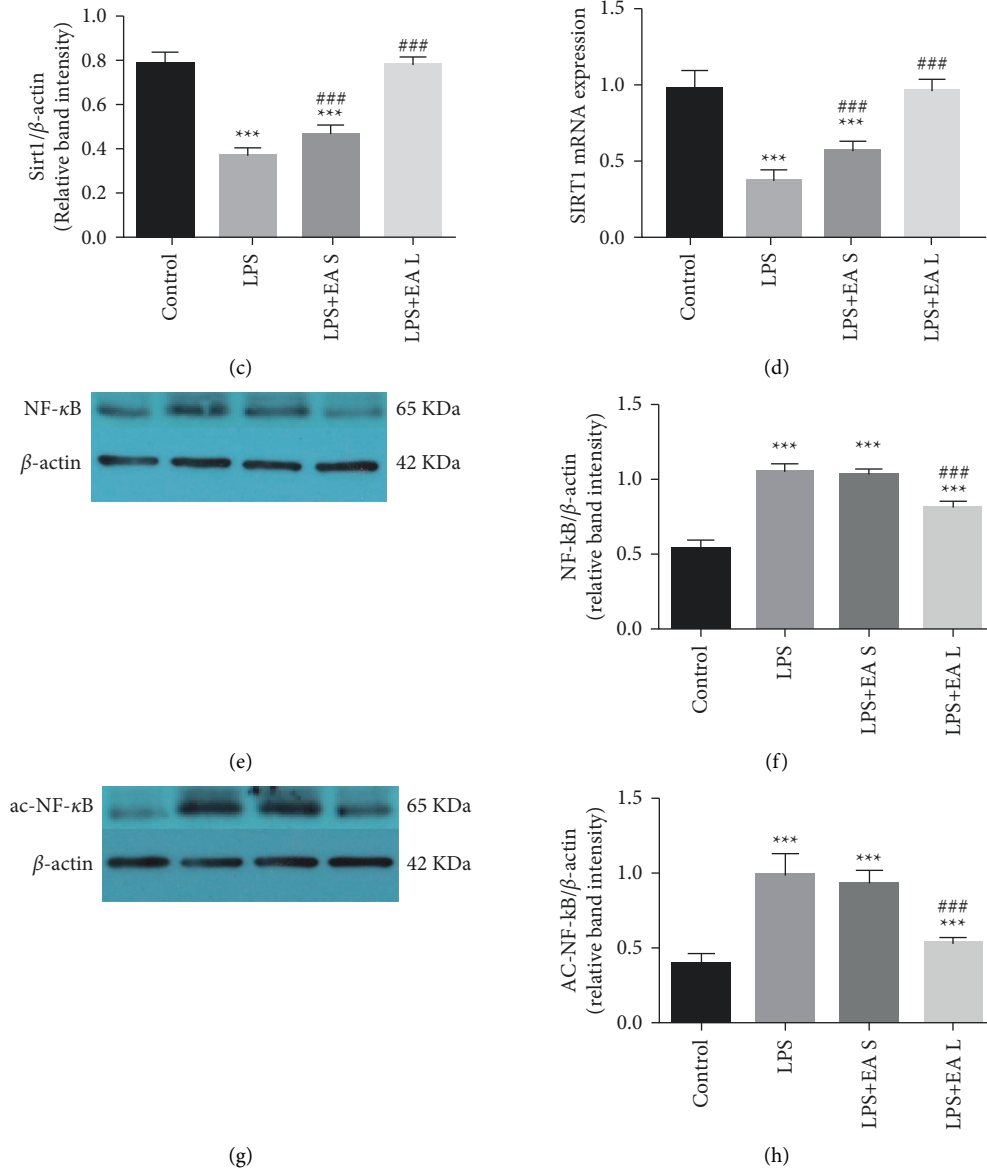 Sirt1/β-actin
(Relative band intensity)
1.0
0.8
0.6
0.4
0.2
0.0
***
###
***
###
Control
LPS
LPS+EA S
LPS+EA L
(c)
SIRT1 mRNA expression
1.5
1.0
0.5
0.0
***
###
***
###
Control
LPS
LPS+EA S
LPS+EA L
(d)
NF-κB
65 KDa
β-actin
42 KDa
(e)
NF-kB/β-actin
(relative band intensity)
1.5
1.0
0.5
0.0
***
***
###
***
Control
LPS
LPS+EA S
LPS+EA L
(f)
ac-NF-κB
65 KDa
β-actin
42 KDa
(g)
AC-NF-kB/β-actin
(relative band intensity)
1.5
1.0
0.5
0.0
***
***
###
***
Control
LPS
LPS+EA S
LPS+EA L
(h)